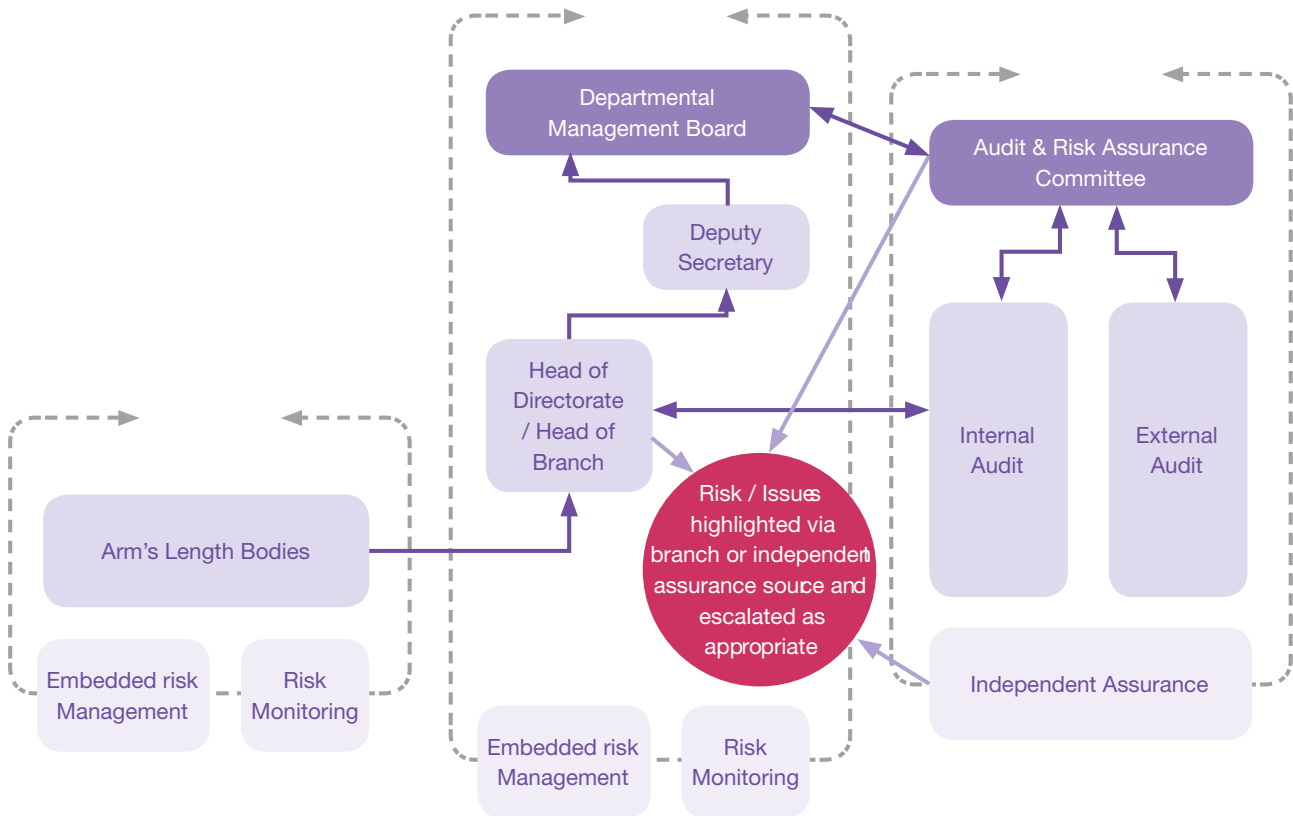 Departmental
Management Board
Audit & Risk Assurance
Committee
Deputy
Secretary
Head of
Directorate
/ Head of
Branch
Internal
Audit
External
Audit
Risk / Issues
highlighted via
branch or independent
assurance source and
escalated as
appropriate
Arm's Length Bodies
Embedded risk
Management
Risk
Monitoring
Independent Assurance
Embedded risk
Management
Risk
Monitoring